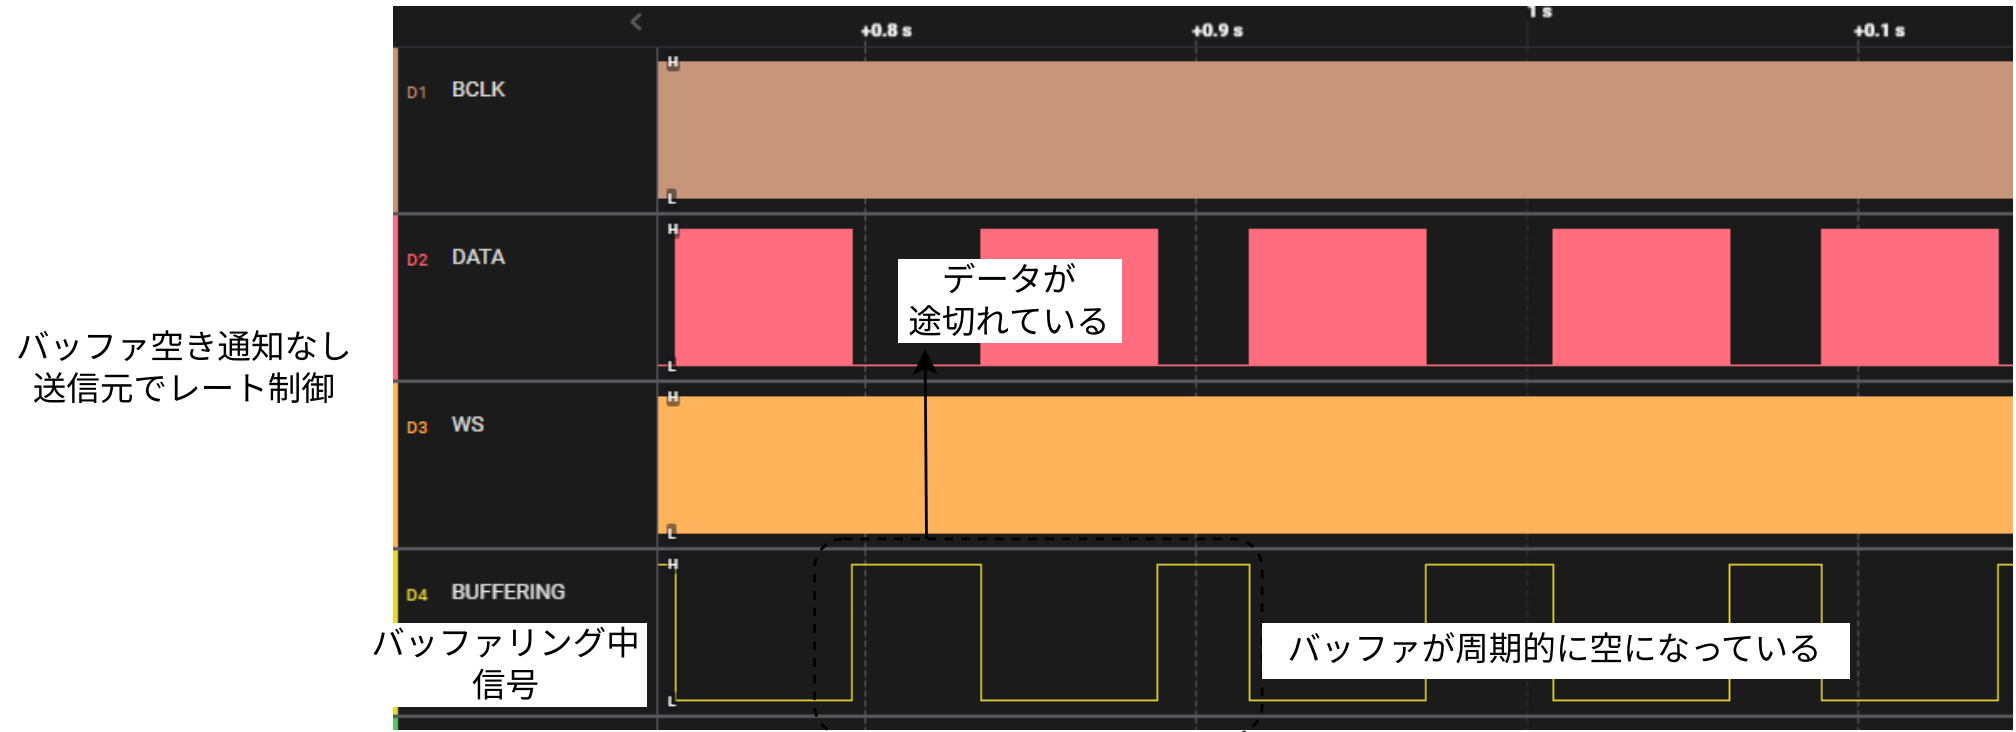 +0.8 s
+0.9 s
1 s
+0.1 s
D1 BCLK
H
L
D2 DATA
H
L
データが
途切れている
バッファ空き通知なし
送信元でレート制御
D3 WS
H
L
D4 BUFFERING
H
L
バッファリング中
信号
バッファが周期的に空になっている